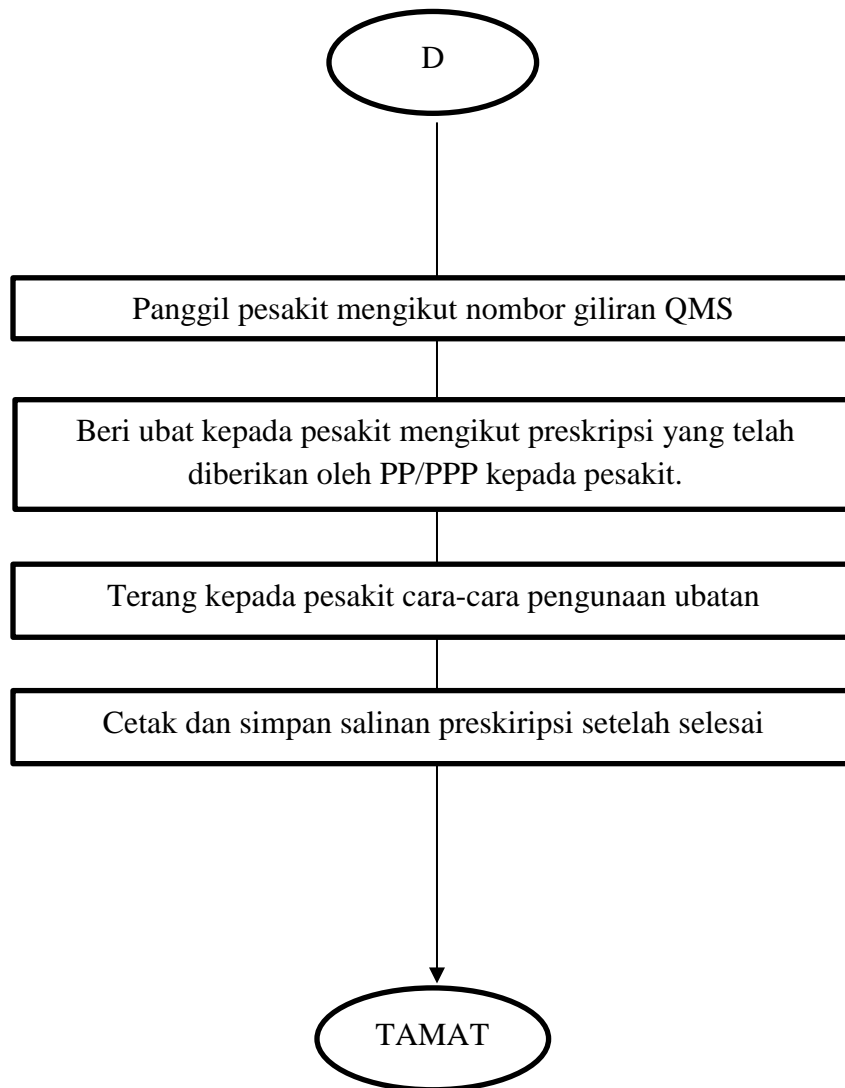 D
Panggil pesakit mengikut nombor giliran QMS
Beri ubat kepada pesakit mengikut preskripsi yang telah
diberikan oleh PP/PPP kepada pesakit.
Terang kepada pesakit cara-cara pengunaan ubatan
Cetak dan simpan salinan preskiripsi setelah selesai
TAMAT